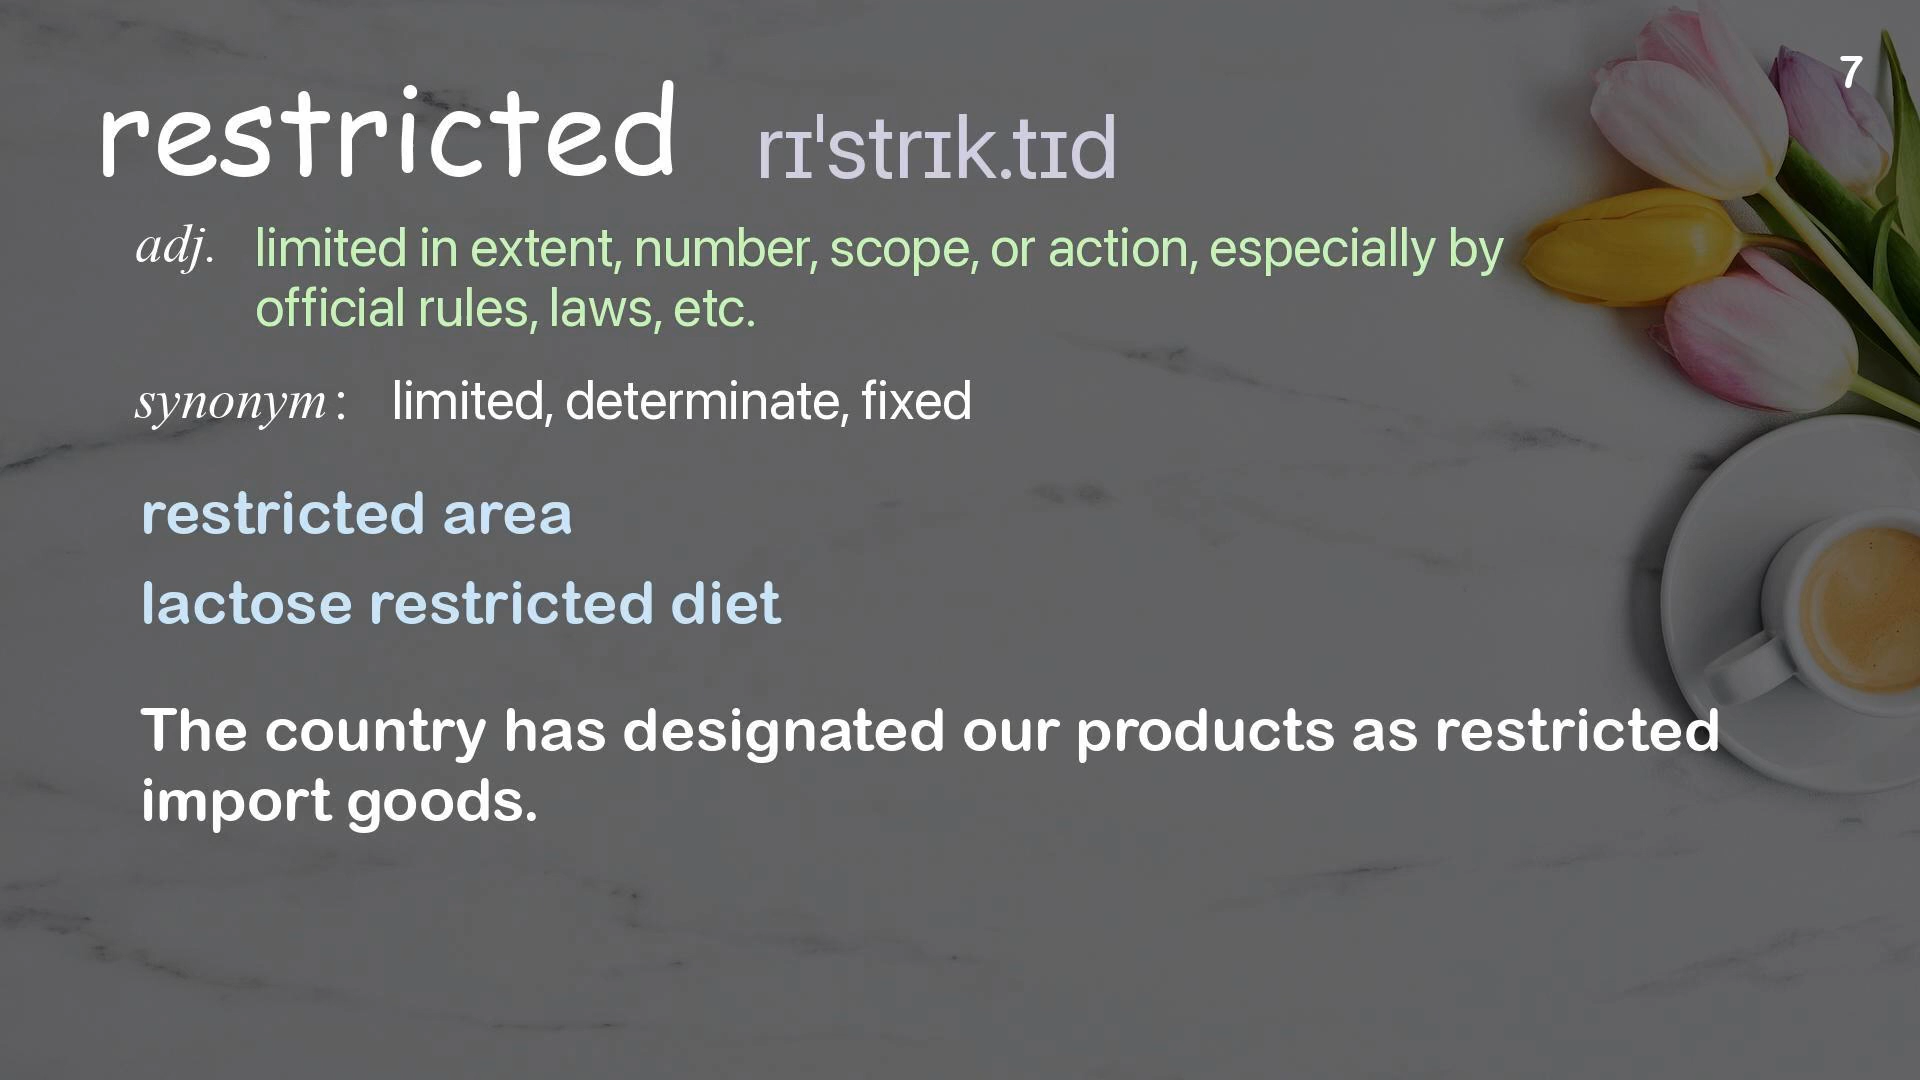 7
restricted rɪˈstrɪk.tɪd
adj. limited in extent, number, scope, or action, especially by
official rules, laws, etc.
synonym: limited, determinate, fixed
restricted area
lactose restricted diet
The country has designated our products as restricted
import goods.